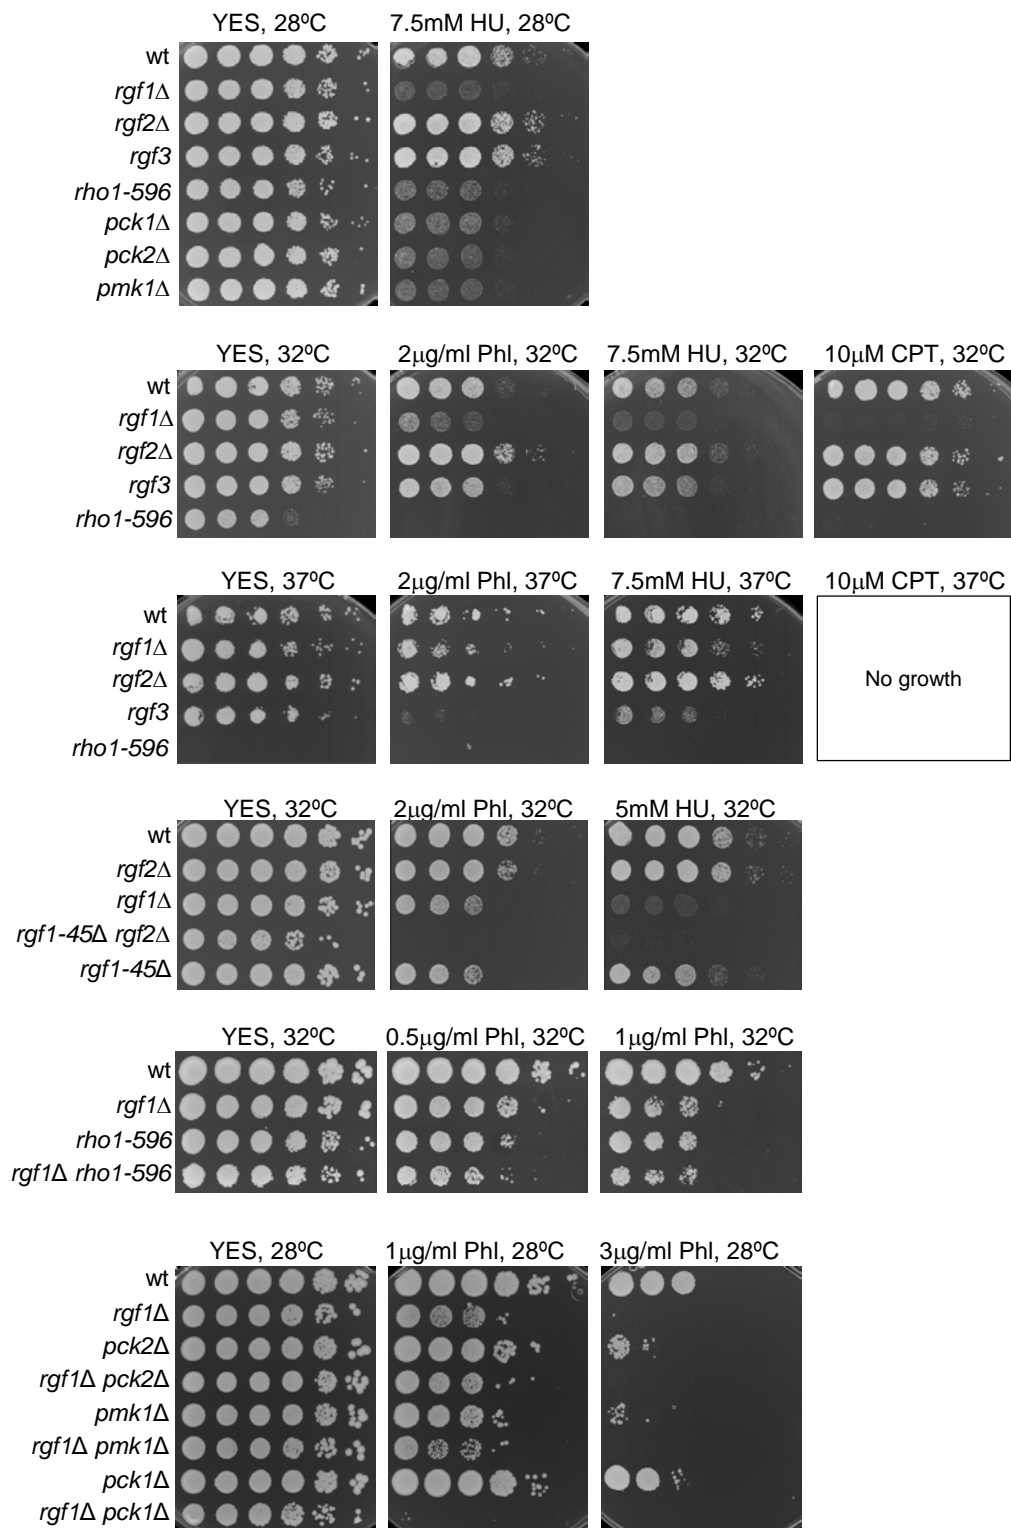 YES, 28ºC 7.5mM HU, 28ºC
wt
rgf1Δ
rgf2Δ
rgf3
rho1-596
pck1Δ
pck2Δ
pmk1Δ
YES, 32ºC 2μg/ml Phl, 32ºC 7.5mM HU, 32ºC 10μM CPT, 32ºC
wt
rgf1Δ
rgf2Δ
rgf3
rho1-596
YES, 37ºC 2μg/ml Phl, 37ºC 7.5mM HU, 37ºC 10μM CPT, 37ºC
wt
rgf1Δ
rgf2Δ
No growth
rgf3
rho1-596
YES, 32ºC 2μg/ml Phl, 32ºC 5mM HU, 32ºC
wt
rgf2Δ
rgf1Δ
rgf1-45Δ rgf2Δ
rgf1-45Δ
YES, 32ºC 0.5μg/ml Phl, 32ºC 1μg/ml Phl, 32ºC
wt
rgf1Δ
rho1-596
rgf1Δ rho1-596
YES, 28ºC 1μg/ml Phl, 28ºC 3μg/ml Phl, 28ºC
wt
rgf1Δ
pck2Δ
rgf1Δ pck2Δ
pmk1Δ
rgf1Δ pmk1Δ
pck1Δ
rgf1Δ pck1Δ